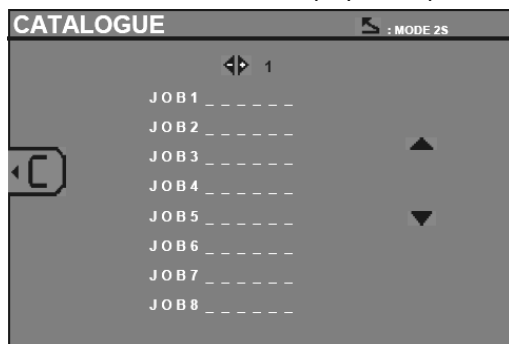 CATALOGUE : MODE 2S
1
JOB1 _ _ _ _ _ _
JOB2 _ _ _ _ _ _
JOB3 _ _ _ _ _ _
JOB4 _ _ _ _ _ _
JOB5 _ _ _ _ _ _
JOB6 _ _ _ _ _ _
JOB7 _ _ _ _ _ _
JOB8 _ _ _ _ _ _